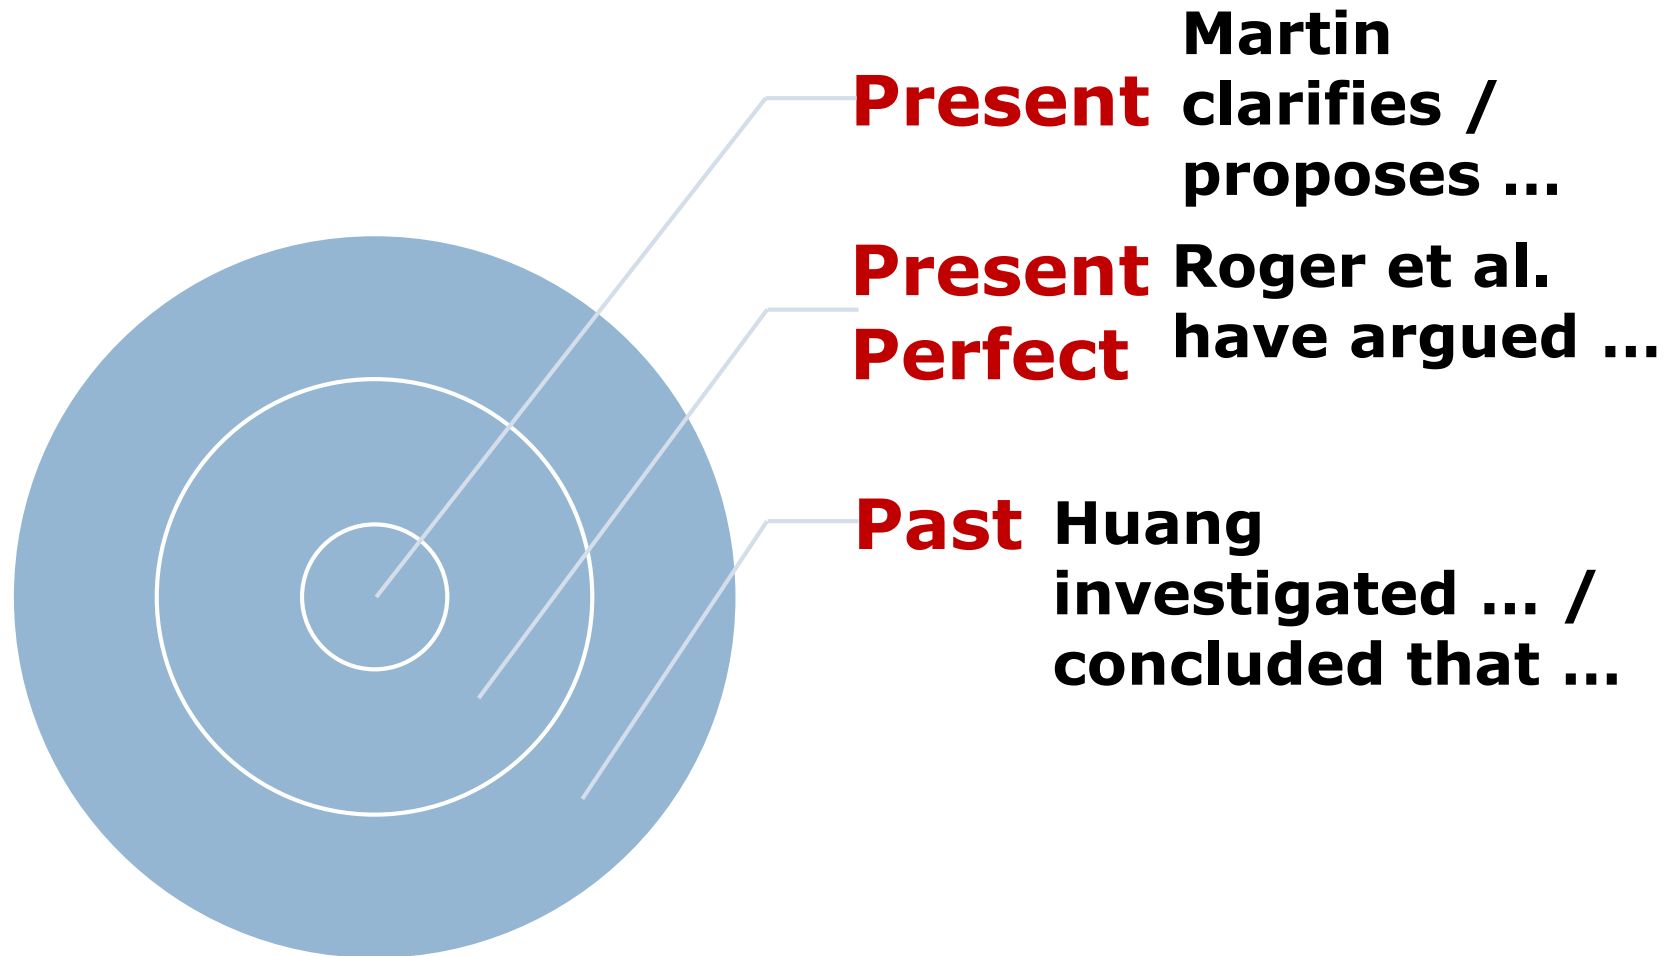 Present
Martin
clarifies /
proposes ...
Present
Perfect
Roger et al.
have argued ...
Past
Huang
investigated ... /
concluded that ...